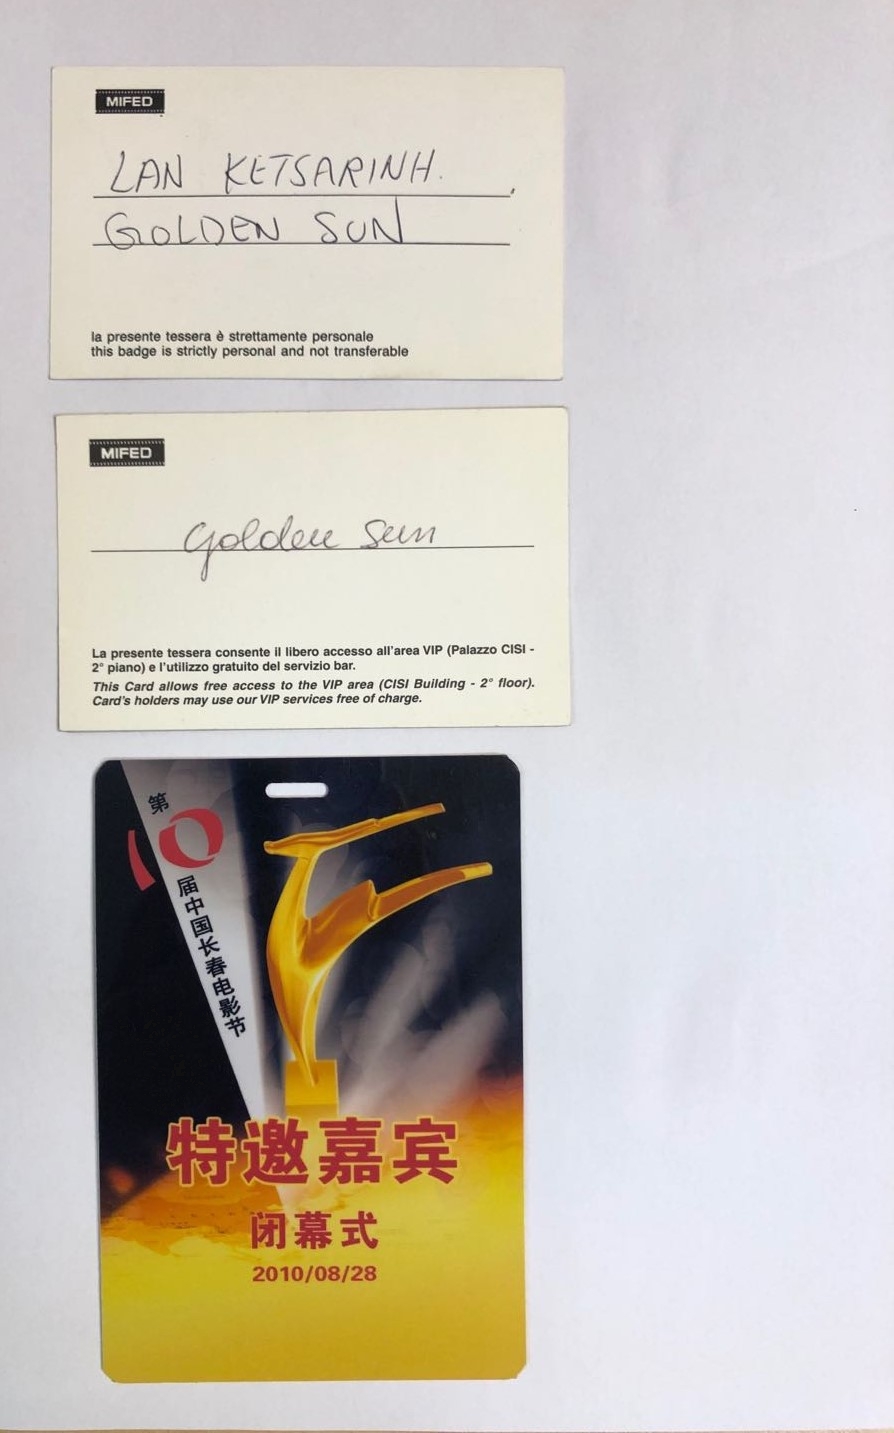 MIFED
LAN KETSARINH.
GOLDEN SUN
la presente tessera è strettamente personale
this badge is strictly personal and not transferable
MIFED
Golden Sun
La presente tessera consente il libero accesso all'area VIP (Palazzo CISI -
2° piano) e l'utilizzo gratuito del servizio bar.
This Card allows free access to the VIP area (CISI Building - 2° floor).
Card's holders may use our VIP services free of charge.
第
10
届中国长春电影节
特邀嘉宾
闭幕式
2010/08/28